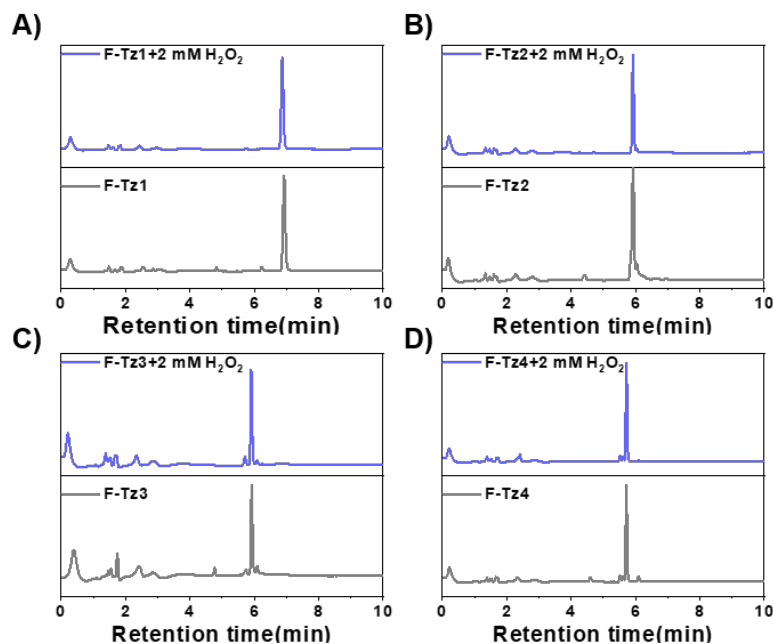 A)
F-Tz1+2 mM H₂O₂
F-Tz1
0 2 4 6 8 10
Retention time(min)
B)
F-Tz2+2 mM H₂O₂
F-Tz2
0 2 4 6 8 10
Retention time(min)
C)
F-Tz3+2 mM H₂O₂
F-Tz3
0 2 4 6 8 10
Retention time(min)
D)
F-Tz4+2 mM H₂O₂
F-Tz4
0 2 4 6 8 10
Retention time(min)